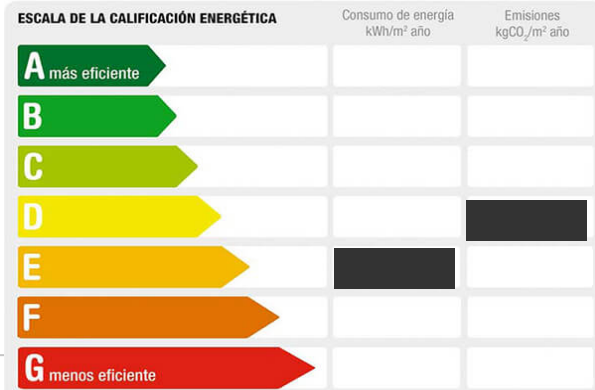 ESCALA DE LA CALIFICACIÓN ENERGÉTICA
Consumo de energía
kWh/m² año
Emisiones
kgCO₂/m² año
A más eficiente
B
C
D
E
F
G menos eficiente